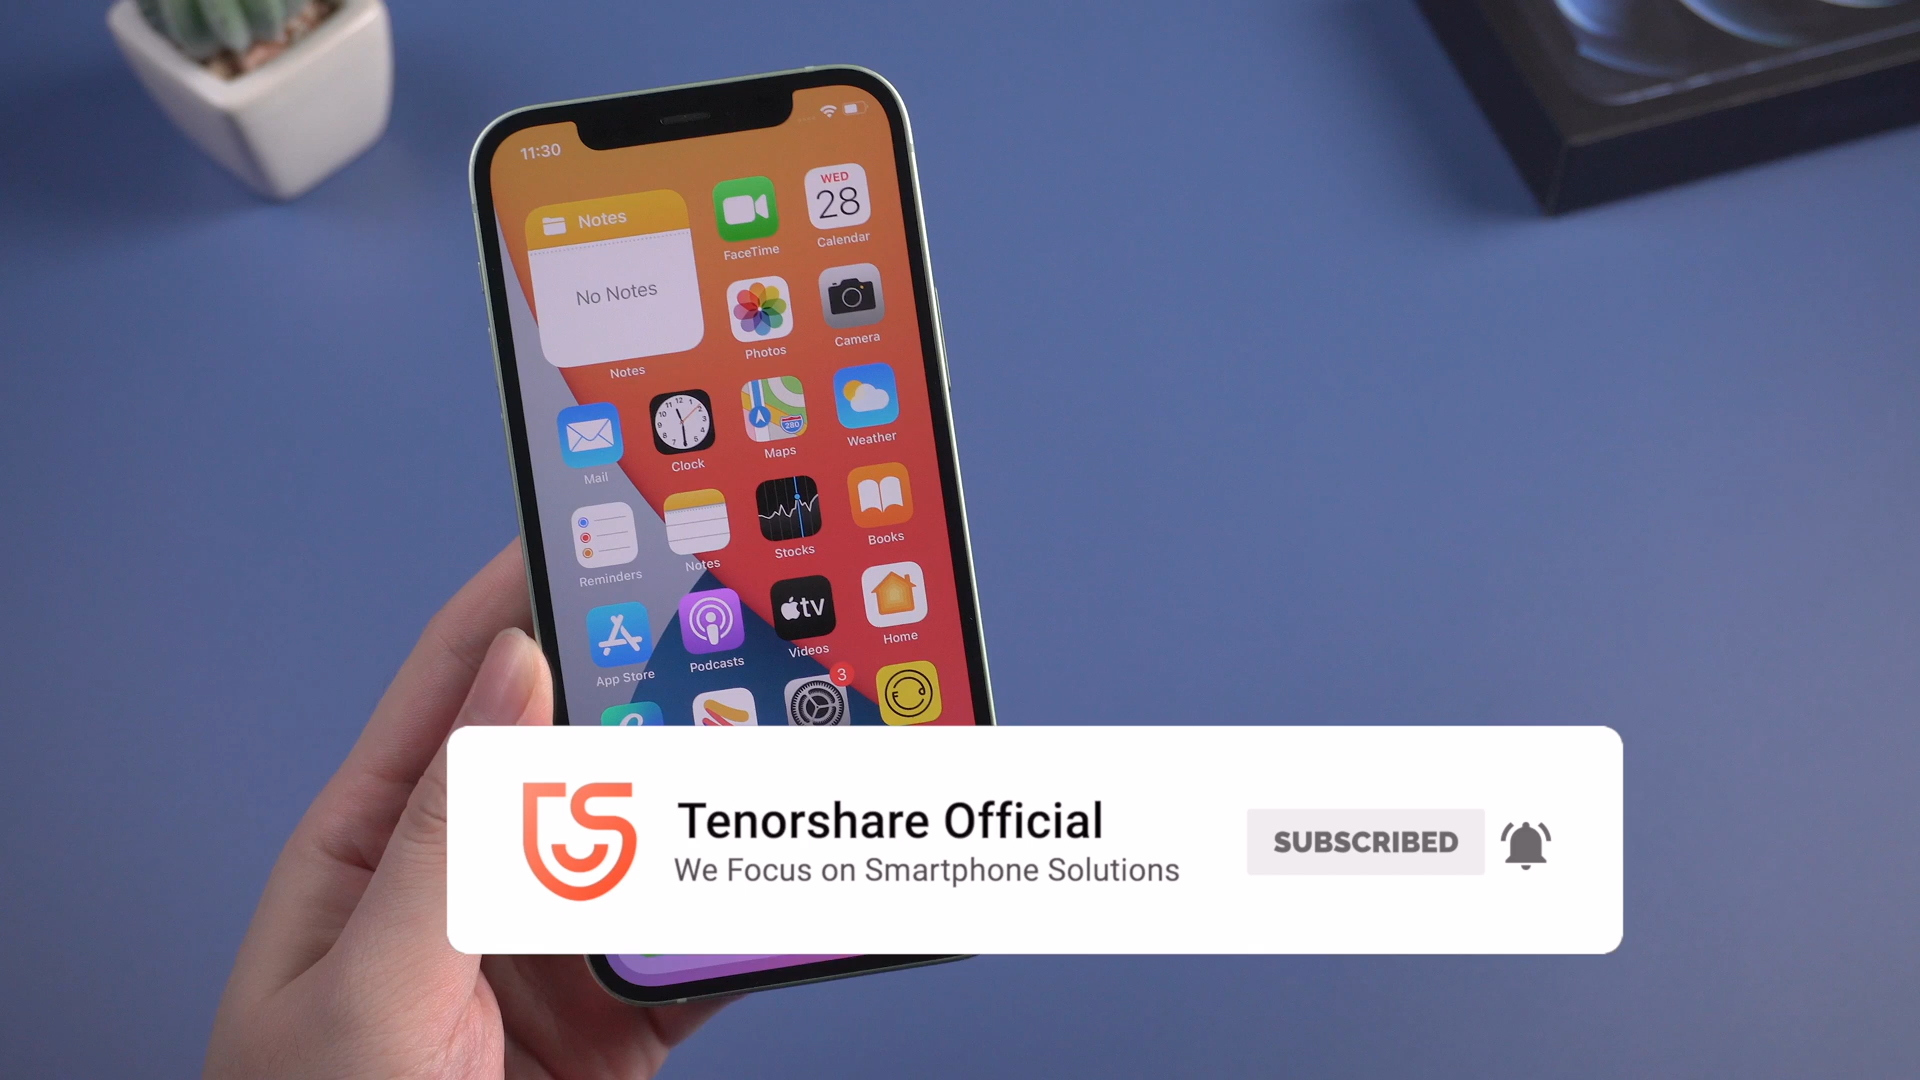 11:30
Notes
No Notes
Notes
FaceTime
WED
28
Calendar
Photos
Camera
Mail
Clock
Maps
280
Weather
Reminders
Notes
Stocks
Books
App Store
Podcasts
tv
Videos
Home
3
Tenorshare Official
We Focus on Smartphone Solutions
SUBSCRIBED